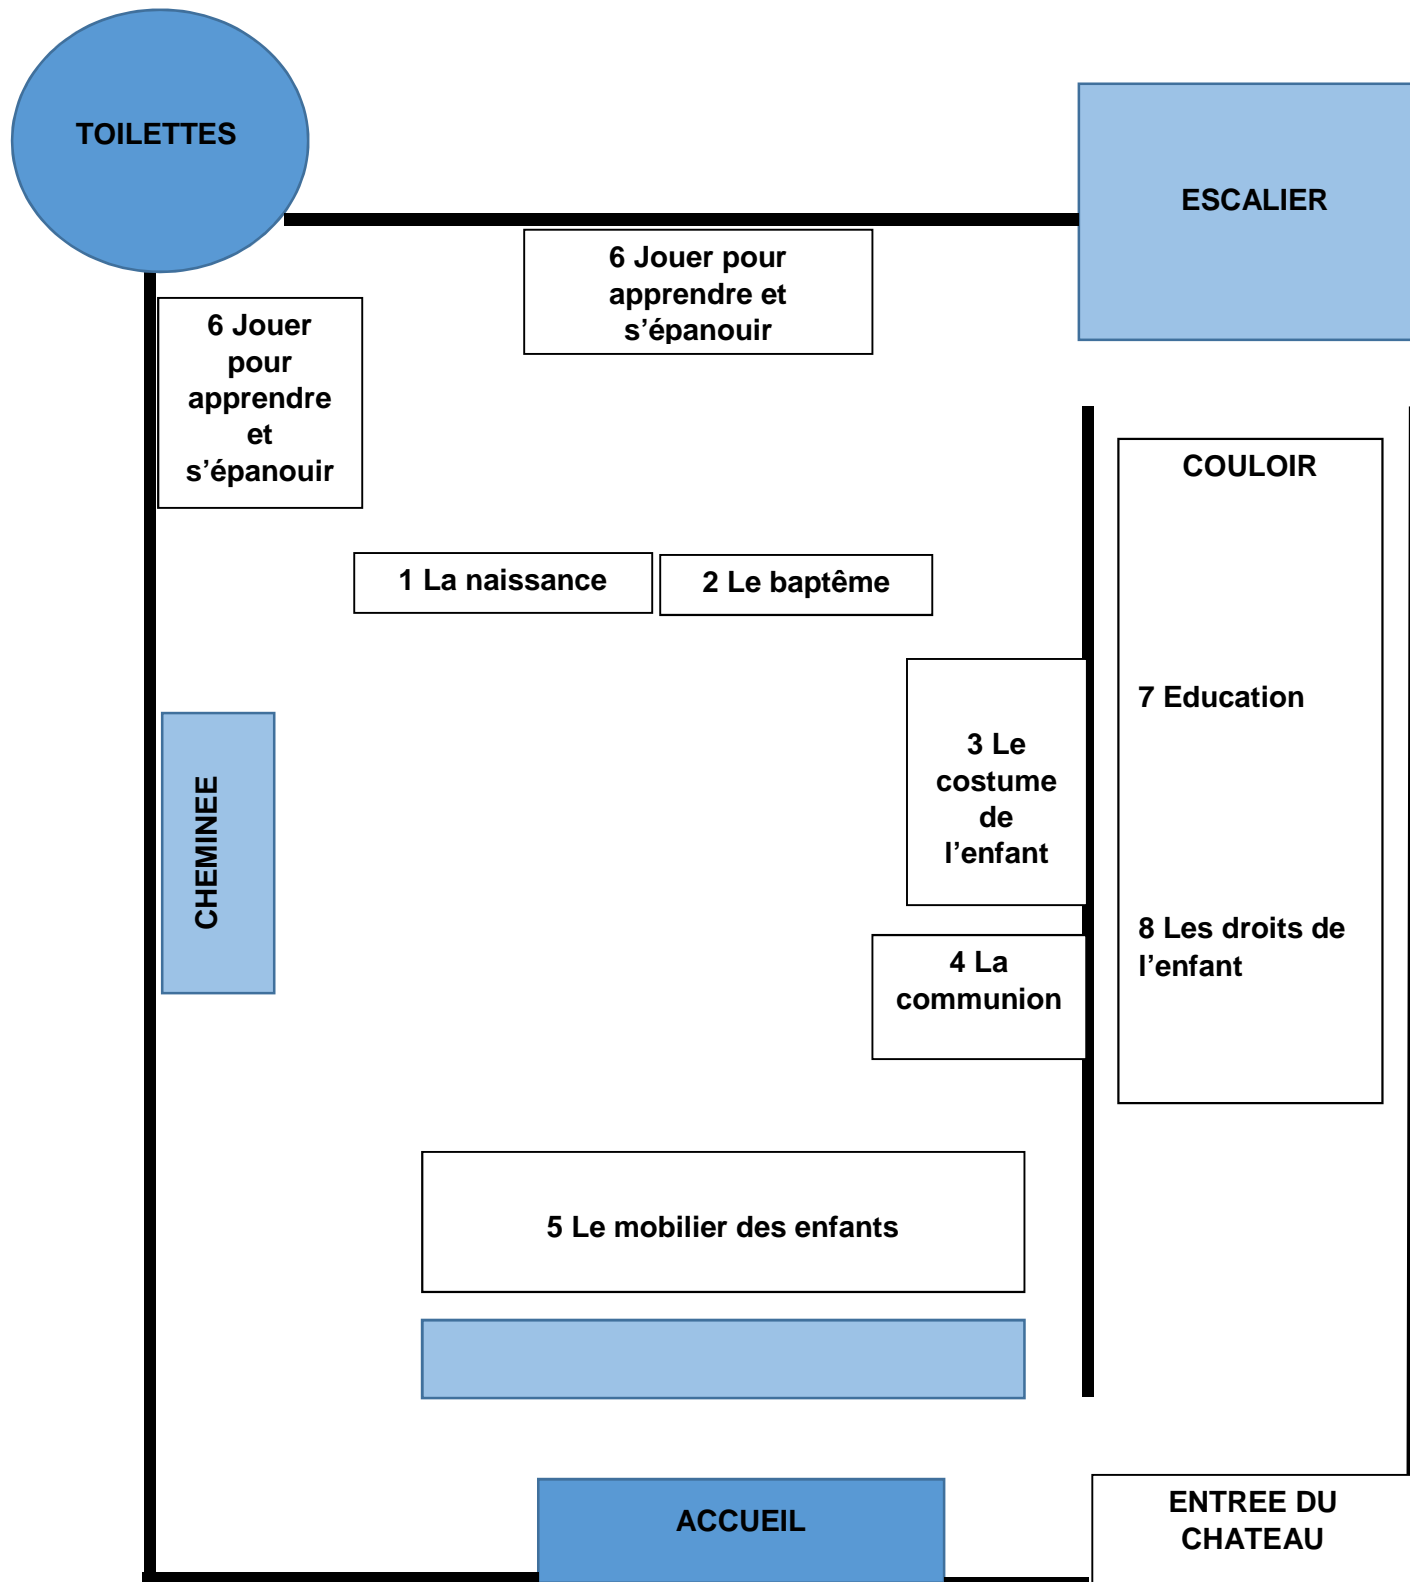 TOILETTES
ESCALIER
6 Jouer pour
apprendre et
s’épanouir
6 Jouer
pour
apprendre
et
s’épanouir
COULOIR
1 La naissance
2 Le baptême
7 Education
3 Le
costume
de
l’enfant
CHEMINEE
8 Les droits de
l’enfant
4 La
communion
5 Le mobilier des enfants
ACCUEIL
ENTREE DU
CHATEAU